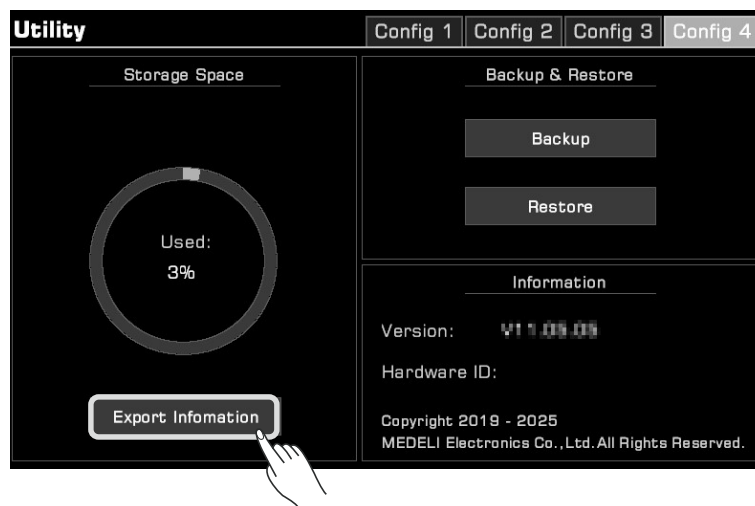 Utility
Config 1
Config 2
Config 3
Config 4
Storage Space
Used:
3%
Export Infomation
Backup & Restore
Backup
Restore
Information
Version:
Hardware ID:
Copyright 2019 - 2025
MEDELI Electronics Co.,Ltd.All Rights Reserved.